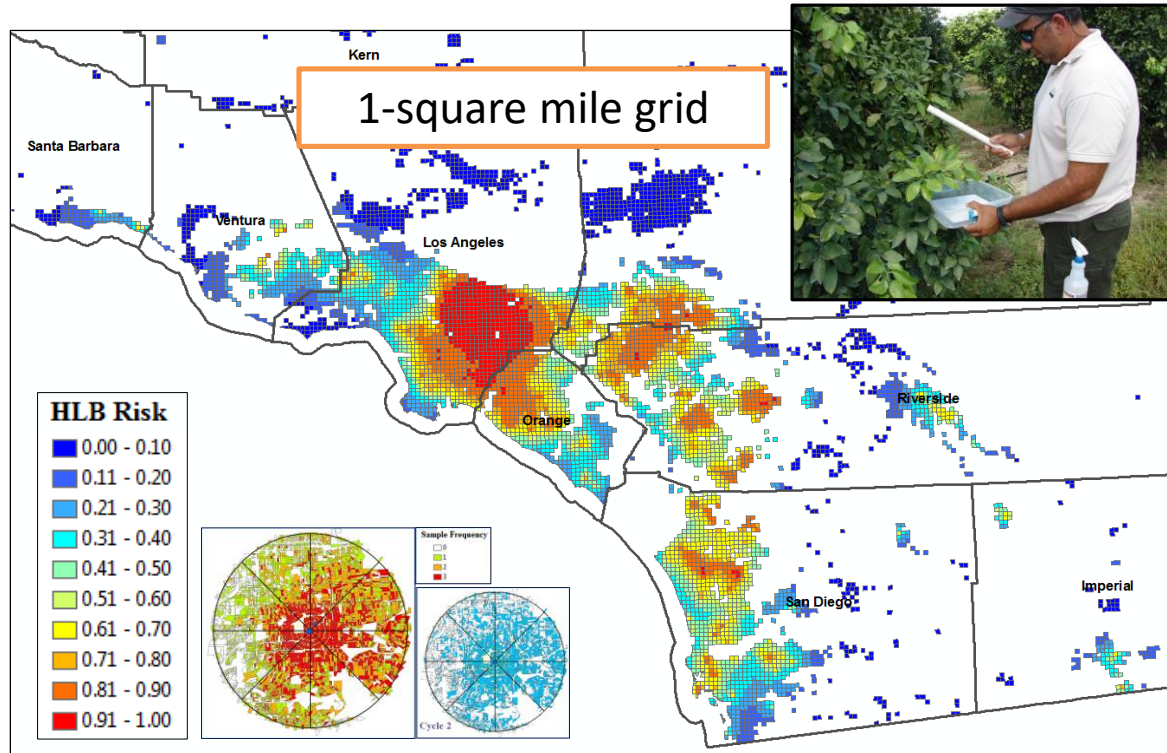 Kern
1-square mile grid
Santa Barbara
Ventura
Los Angeles
Riverside
Orange
San Diego
Imperial
HLB Risk
0.00 - 0.10
0.11 - 0.20
0.21 - 0.30
0.31 - 0.40
0.41 - 0.50
0.51 - 0.60
0.61 - 0.70
0.71 - 0.80
0.81 - 0.90
0.91 - 1.00
Sample Frequency
0
1
2
3
Cycle 2